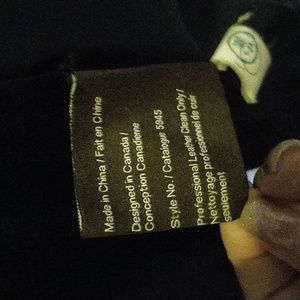 Made in China / Fait en Chine
Designed in Canada /
Conception Canadienne
Style No. / Catalogue 5945
Professional Leather Clean Only /
Nettoyage professionnel de cuir
seulement